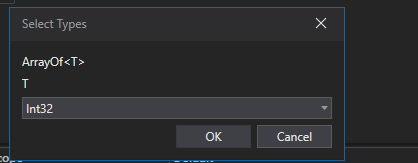 Select Types
ArrayOf<T>
T
Int32
OK
Cancel